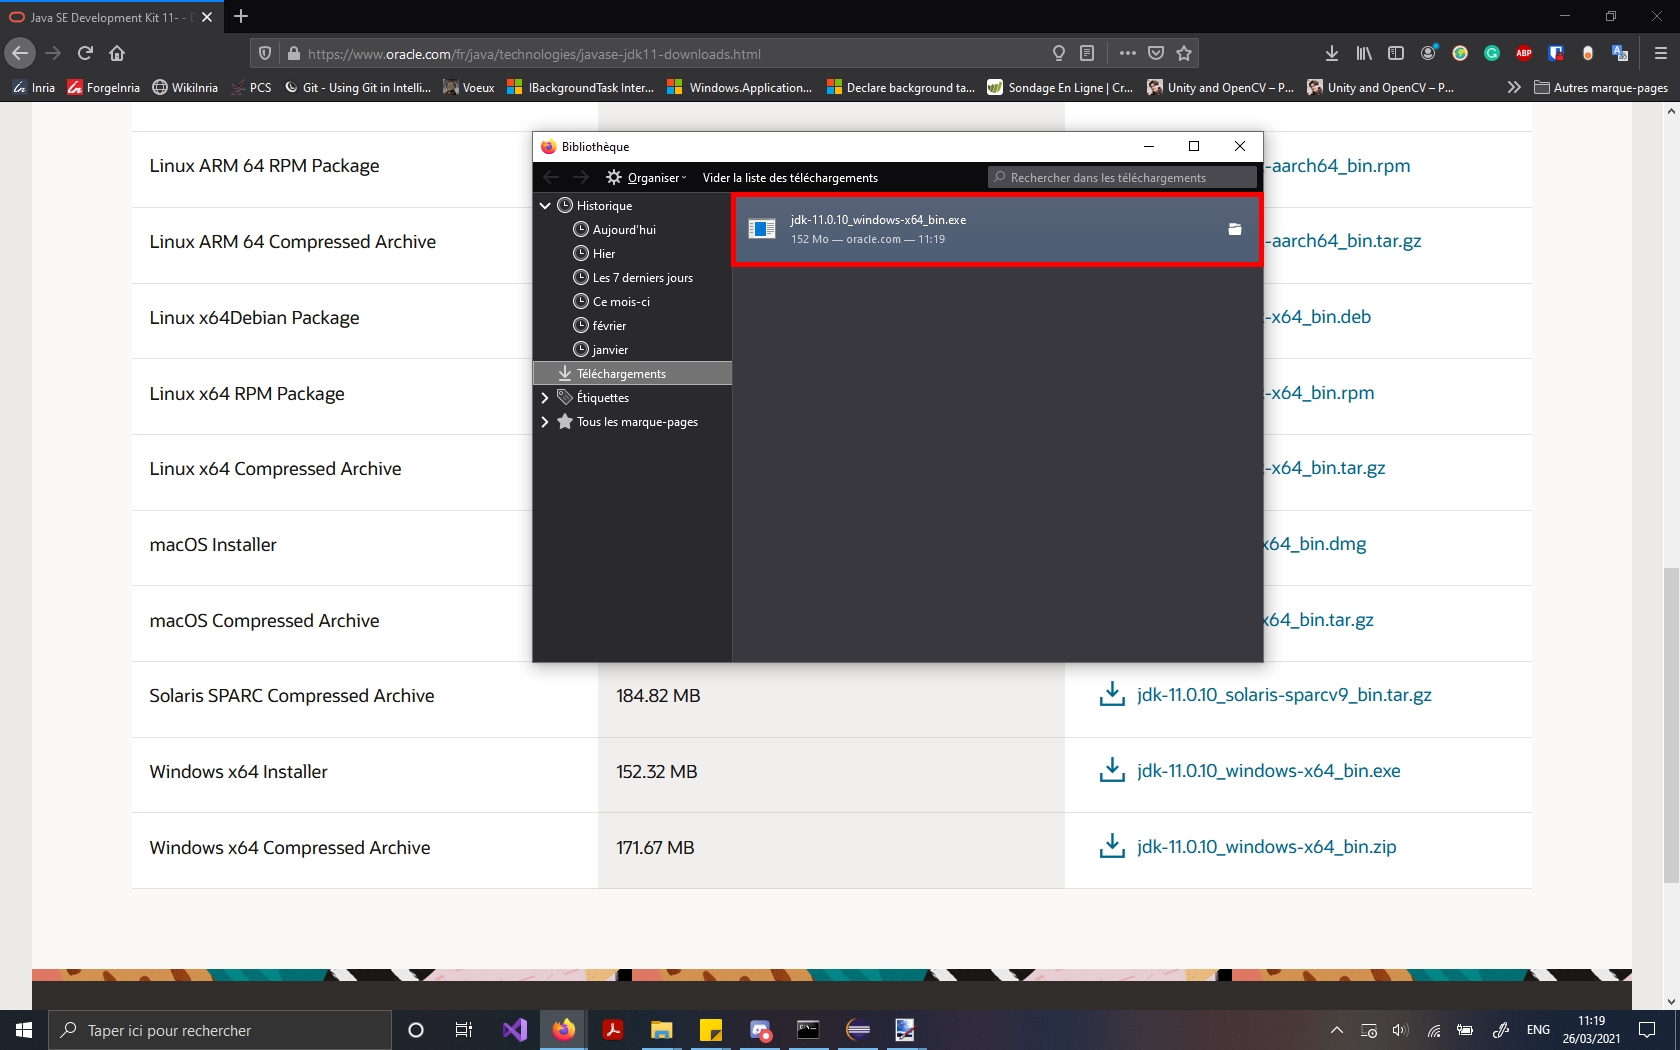 Java SE Development Kit 11- - D
https://www.oracle.com/fr/java/technologies/javase-jdk11-downloads.html
ABP
Inria ForgeInria WikiInria PCS Git - Using Git in Intelli... Voeux IBackgroundTask Inter... Windows.Application... Declare background ta... Sondage En Ligne | Cr... Unity and OpenCV – P... Unity and OpenCV – P... Autres marque-pages
Bibliothèque
Organiser Vider la liste des téléchargements Rechercher dans les téléchargements
Historique
Aujourd'hui
Hier
Les 7 derniers jours
Ce mois-ci
février
janvier
Téléchargements
Étiquettes
Tous les marque-pages
jdk-11.0.10_windows-x64_bin.exe
152 Mo — oracle.com — 11:19
Linux ARM 64 RPM Package -aarch64_bin.rpm
Linux ARM 64 Compressed Archive -aarch64_bin.tar.gz
Linux x64Debian Package -x64_bin.deb
Linux x64 RPM Package -x64_bin.rpm
Linux x64 Compressed Archive -x64_bin.tar.gz
macOS Installer x64_bin.dmg
macOS Compressed Archive x64_bin.tar.gz
Solaris SPARC Compressed Archive 184.82 MB jdk-11.0.10_solaris-sparcv9_bin.tar.gz
Windows x64 Installer 152.32 MB jdk-11.0.10_windows-x64_bin.exe
Windows x64 Compressed Archive 171.67 MB jdk-11.0.10_windows-x64_bin.zip
Taper ici pour rechercher
ENG
11:19
26/03/2021